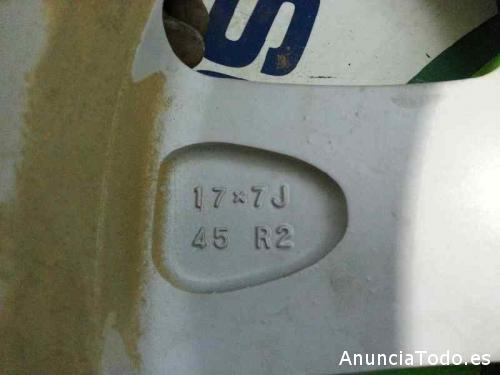 S
17×7J
45 R2
AnunciaTodo.es